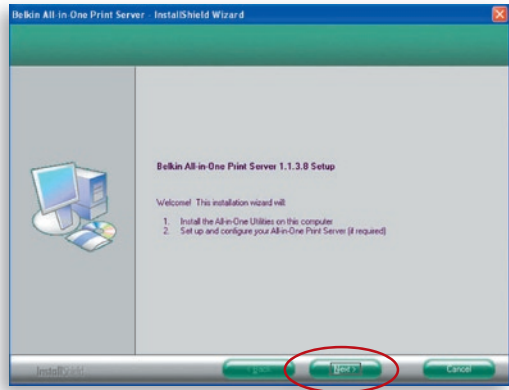 Belkin All-in-One Print Server - InstallShield Wizard
Belkin All-in-One Print Server 1.1.3.8 Setup
Welcome! This installation wizard will:
1. Install the All-in-One Utilities on this computer
2. Set up and configure your All-in-One Print Server (if required)
InstallShield
< Back
Next >
Cancel